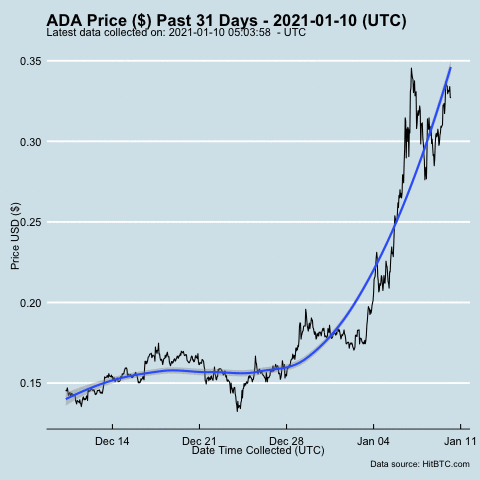 ADA Price ($) Past 31 Days - 2021-01-10 (UTC)
Latest data collected on: 2021-01-10 05:03:58 - UTC
0.35
0.30
0.25
0.20
0.15
Price USD ($)
Dec 14 Dec 21 Dec 28 Jan 04 Jan 11
Date Time Collected (UTC)
Data source: HitBTC.com